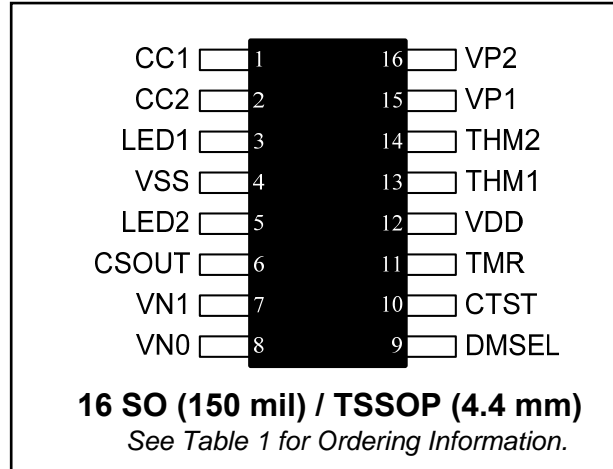 CC1 1 16 VP2
CC2 2 15 VP1
LED1 3 14 THM2
VSS 4 13 THM1
LED2 5 12 VDD
CSOUT 6 11 TMR
VN1 7 10 CTST
VN0 8 9 DMSEL
16 SO (150 mil) / TSSOP (4.4 mm)
See Table 1 for Ordering Information.